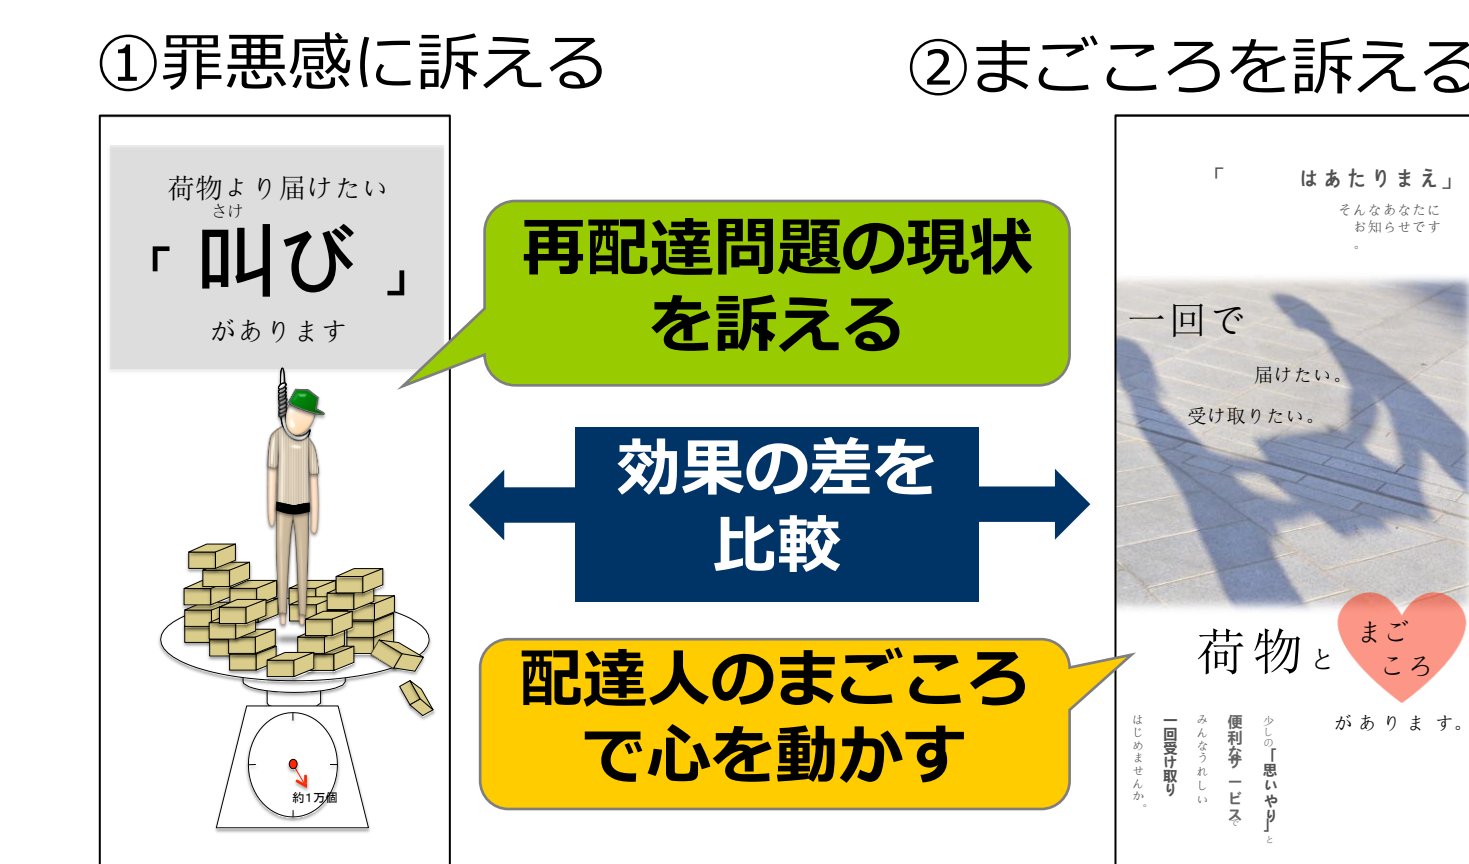 ①罪悪感に訴える
②まごころを訴える
荷物より届けたい
さけ
「叫び」
があります
約1万個
再配達問題の現状
を訴える
効果の差を
比較
配達人のまごころ
で心を動かす
「　　はあたりまえ」
そんなあなたに
お知らせです
。
一回で
届けたい。
受け取りたい。
荷物と
まご
ころ
があります。
少しの「思いやり」と
便利なサービスで
みんなうれしい
一回受け取り
はじめませんか。